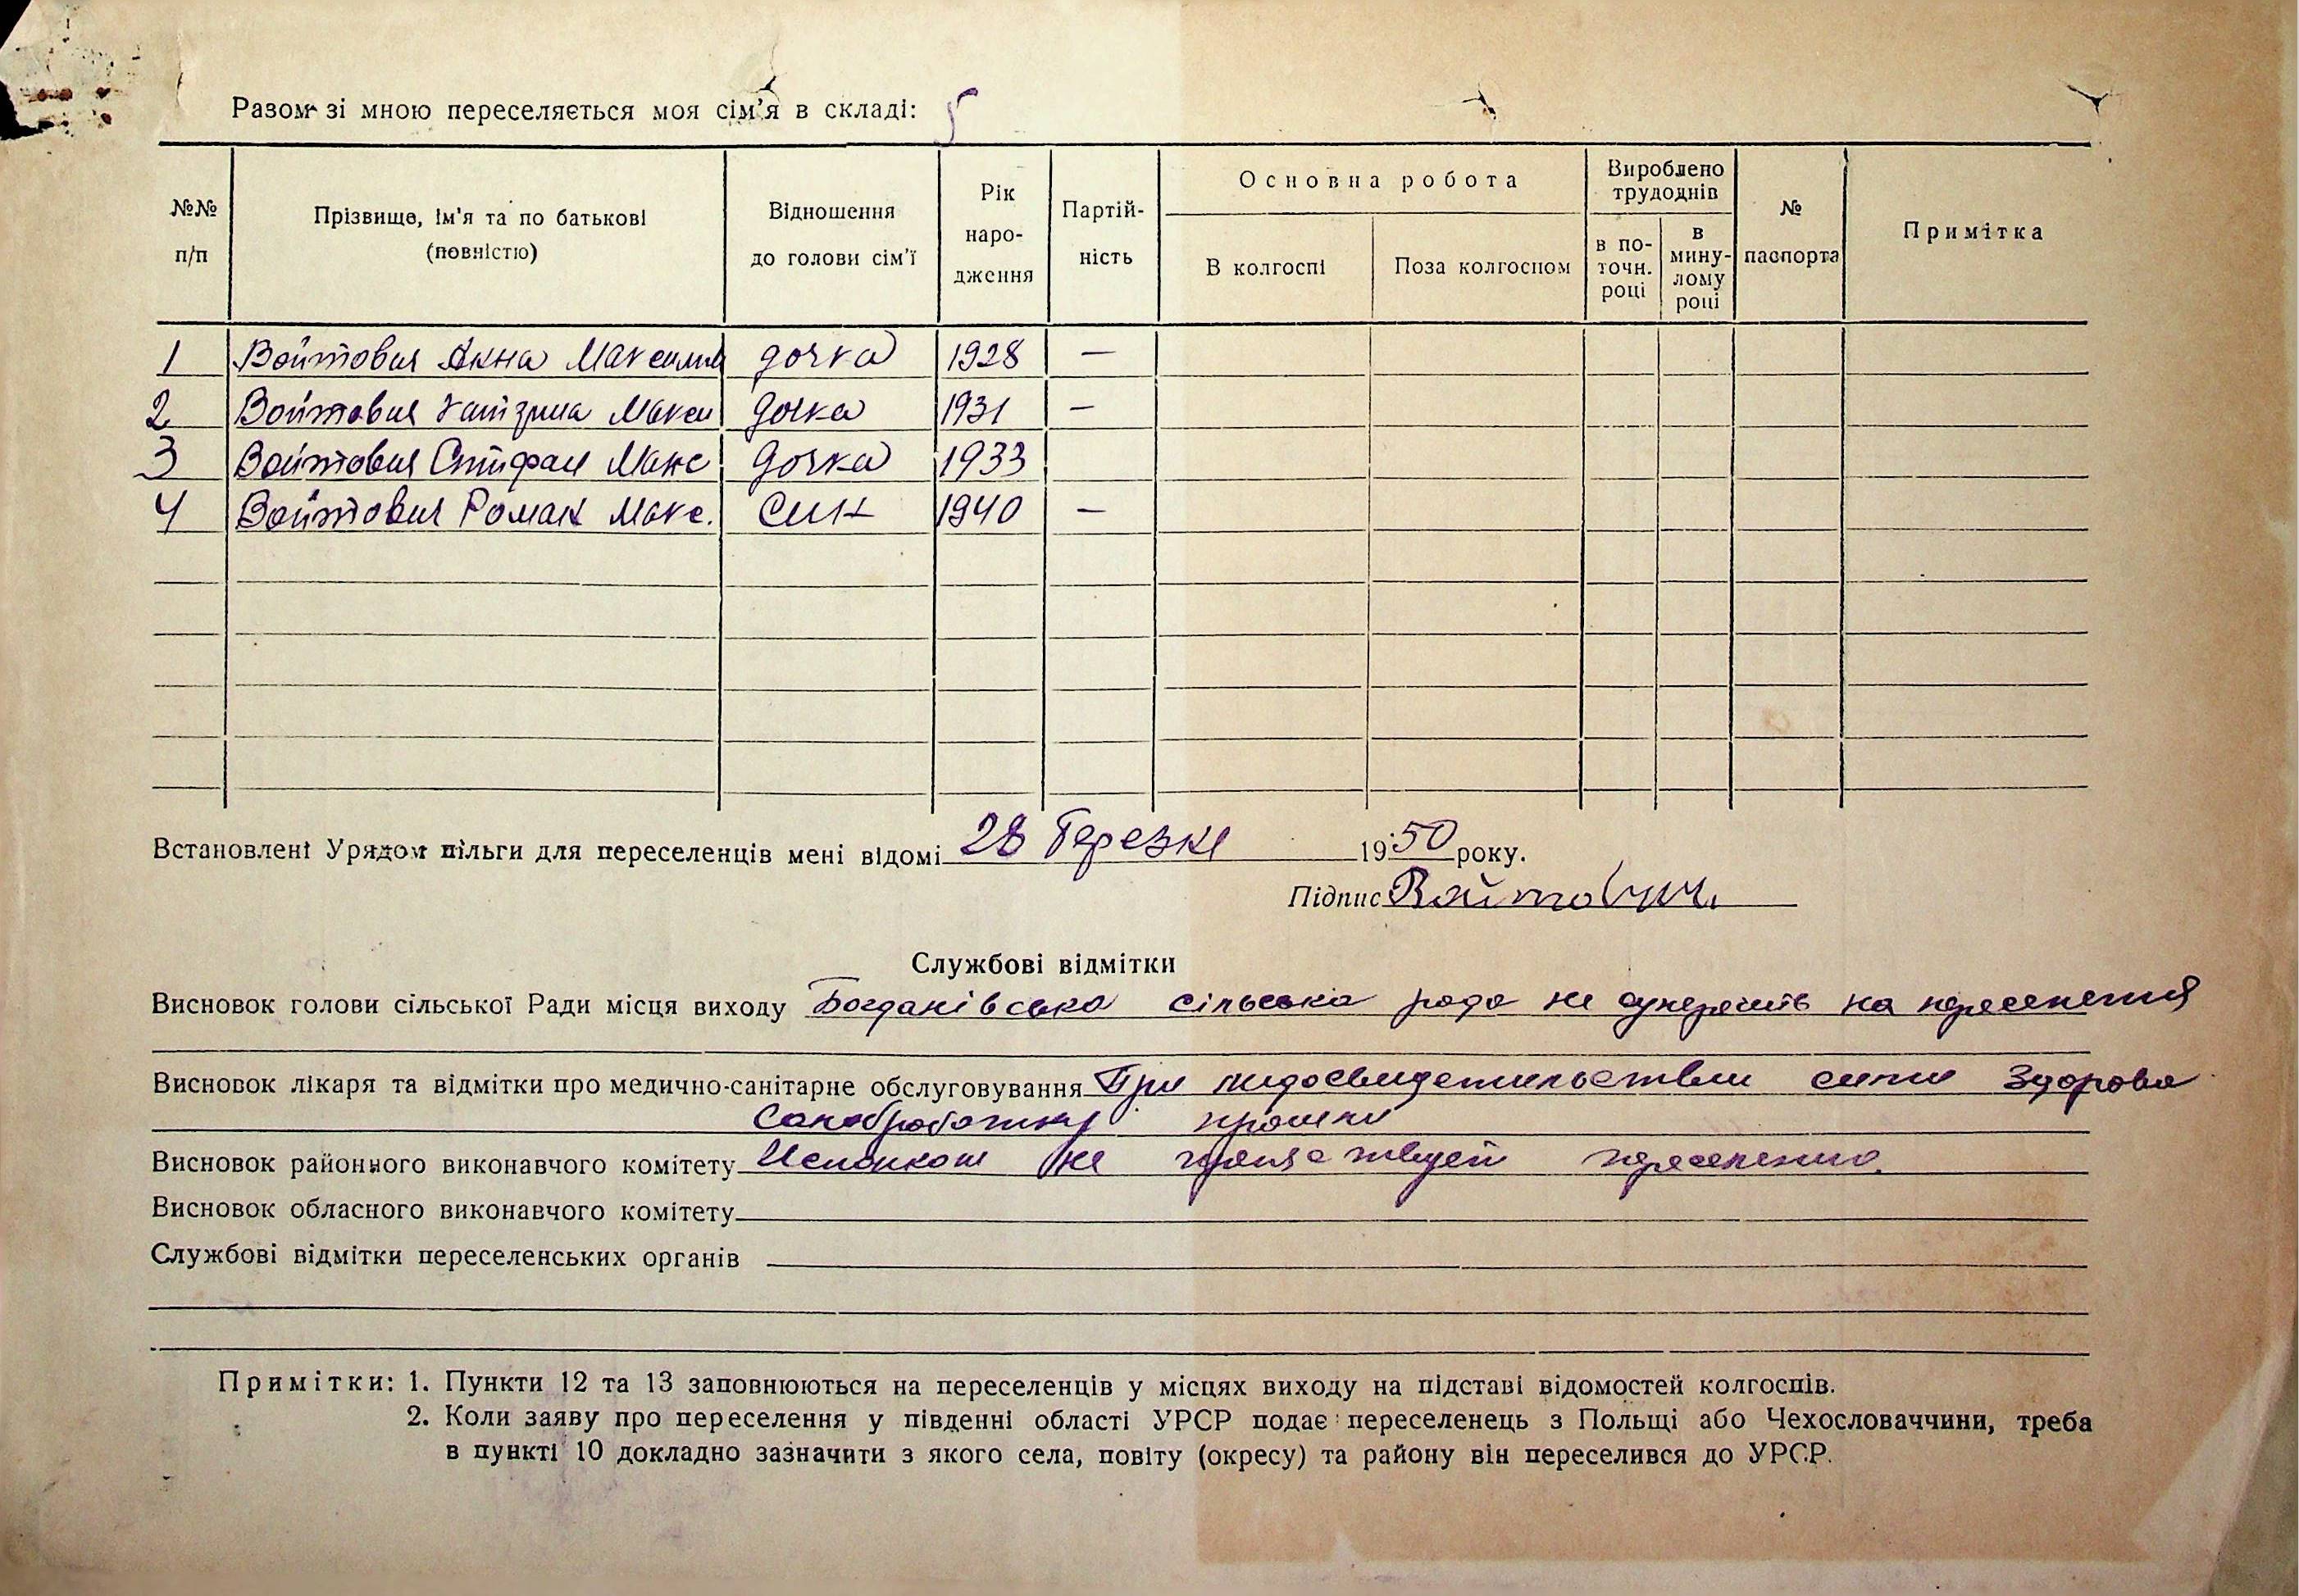 Разом зі мною переселяється моя сім'я в складі: 5
№№ п/п
Прізвище, ім'я та по батькові (повністю)
Відношення до голови сім'ї
Рік народження
Партійність
Основна робота
В колгоспі
Поза колгоспом
Вироблено трудоднів
в поточн. році
в минулому році
№ паспорта
Примітка
1 Войтович Анна Максим дочка 1928 —
2 Войтович Катерина Макси дочка 1931 —
3 Войтович Стифан Макс дочка 1933
4 Войтович Роман Макс. син 1940 —
Встановлені Урядом пільги для переселенців мені відомі 28 Березня 1950 року.
Підпис Войтович
Службові відмітки
Висновок голови сільської Ради місця виходу Богданівська сільська рада не суперечить на переселення
Висновок лікаря та відмітки про медично-санітарне обслуговування При здорова
санобработку прошли
Висновок районного виконавчого комітету Исполком не переселению.
Висновок обласного виконавчого комітету
Службові відмітки переселенських органів
Примітки: 1. Пункти 12 та 13 заповнюються на переселенців у місцях виходу на підставі відомостей колгоспів.
2. Коли заяву про переселення у південні області УРСР подає переселенець з Польщі або Чехословаччини, треба
в пункті 10 докладно зазначити з якого села, повіту (окресу) та району він переселився до УРСР.